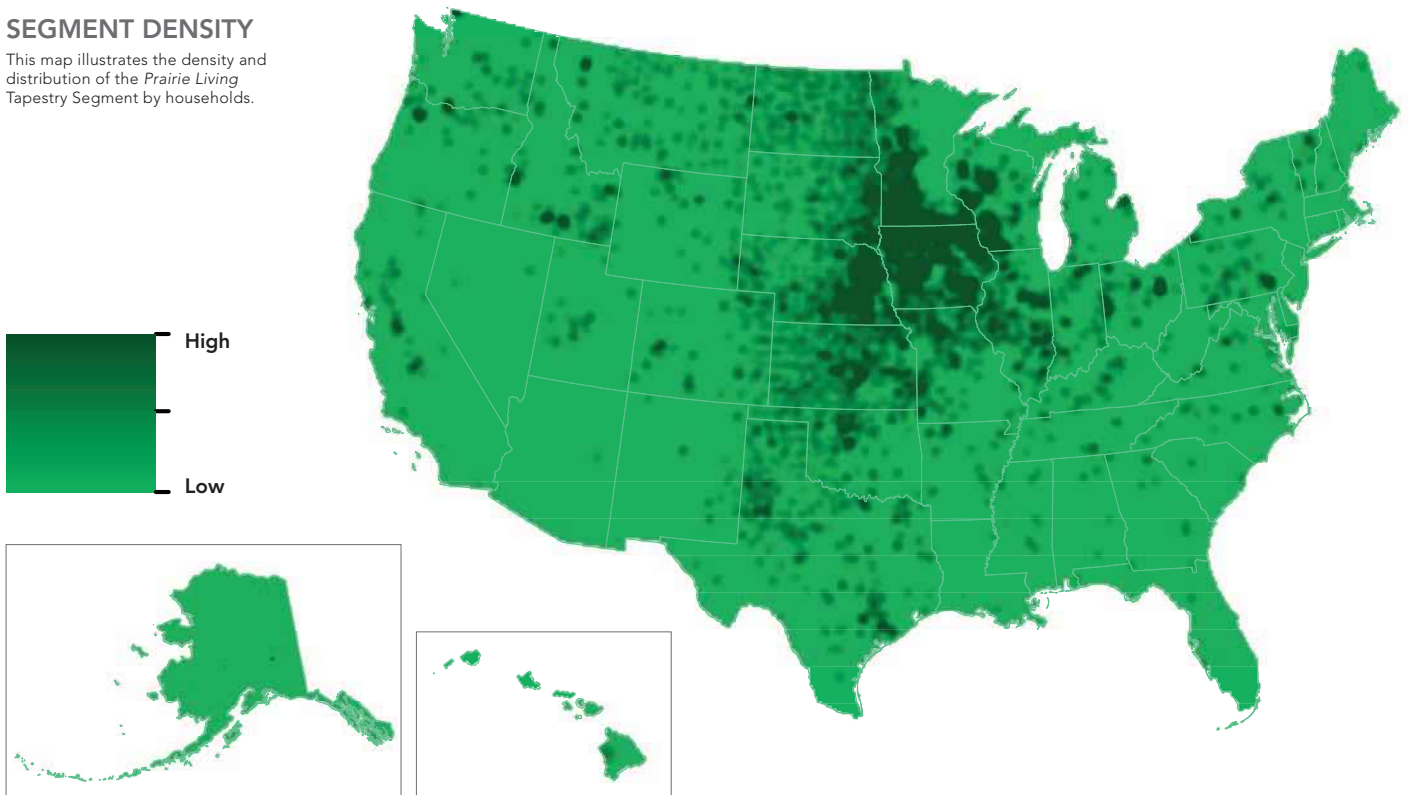 SEGMENT DENSITY
This map illustrates the density and
distribution of the Prairie Living
Tapestry Segment by households.
High
Low